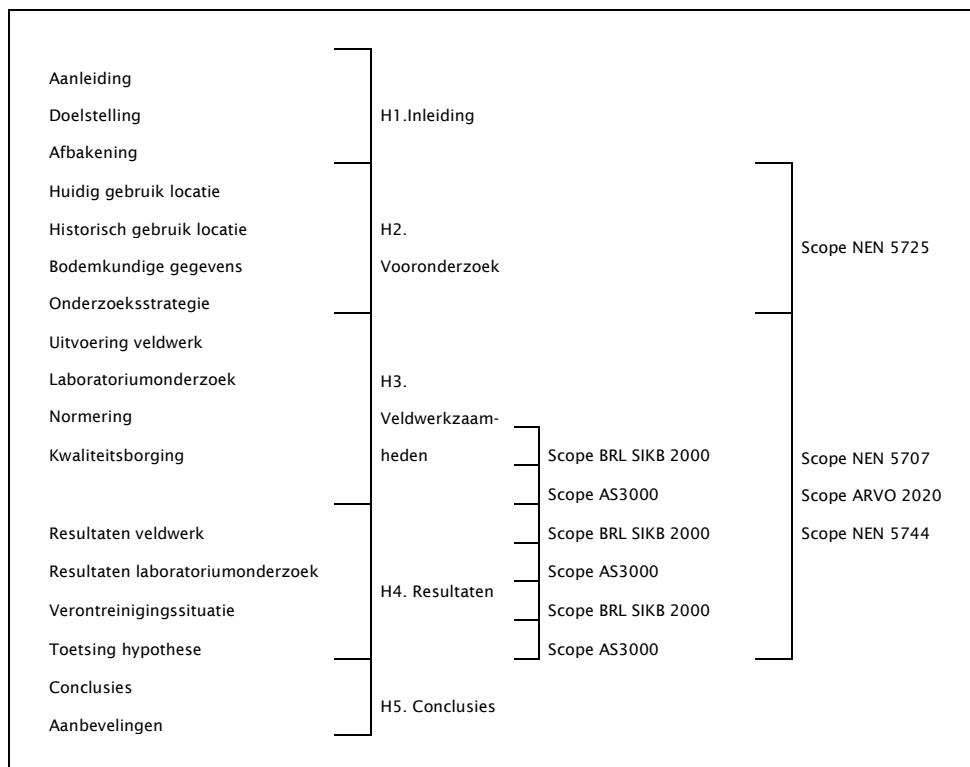 Aanleiding
Doelstelling
H1.Inleiding
Afbakening
Huidig gebruik locatie
Historisch gebruik locatie
H2.
Scope NEN 5725
Bodemkundige gegevens
Vooronderzoek
Onderzoeksstrategie
Uitvoering veldwerk
Laboratoriumonderzoek
H3.
Normering
Veldwerkzaam-
Kwaliteitsborging
heden
Scope BRL SIKB 2000
Scope NEN 5707
Scope AS3000
Scope ARVO 2020
Resultaten veldwerk
Scope BRL SIKB 2000
Scope NEN 5744
Resultaten laboratoriumonderzoek
Scope AS3000
H4. Resultaten
Verontreinigingssituatie
Scope BRL SIKB 2000
Toetsing hypothese
Scope AS3000
Conclusies
H5. Conclusies
Aanbevelingen